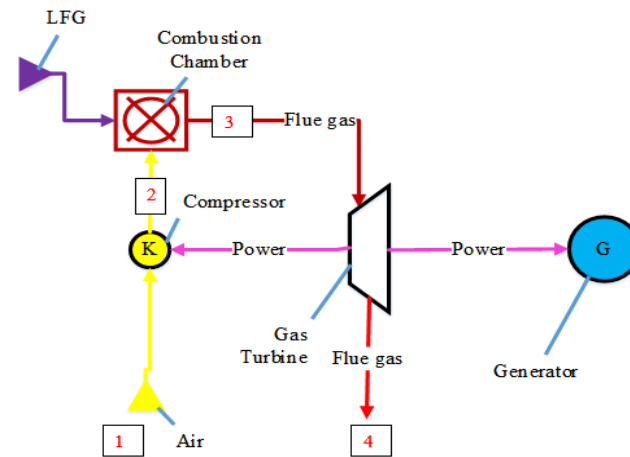 LFG
Combustion
Chamber
3
Flue gas
2
Compressor
K
Power
Power
G
Gas
Turbine
Flue gas
Generator
1
Air
4